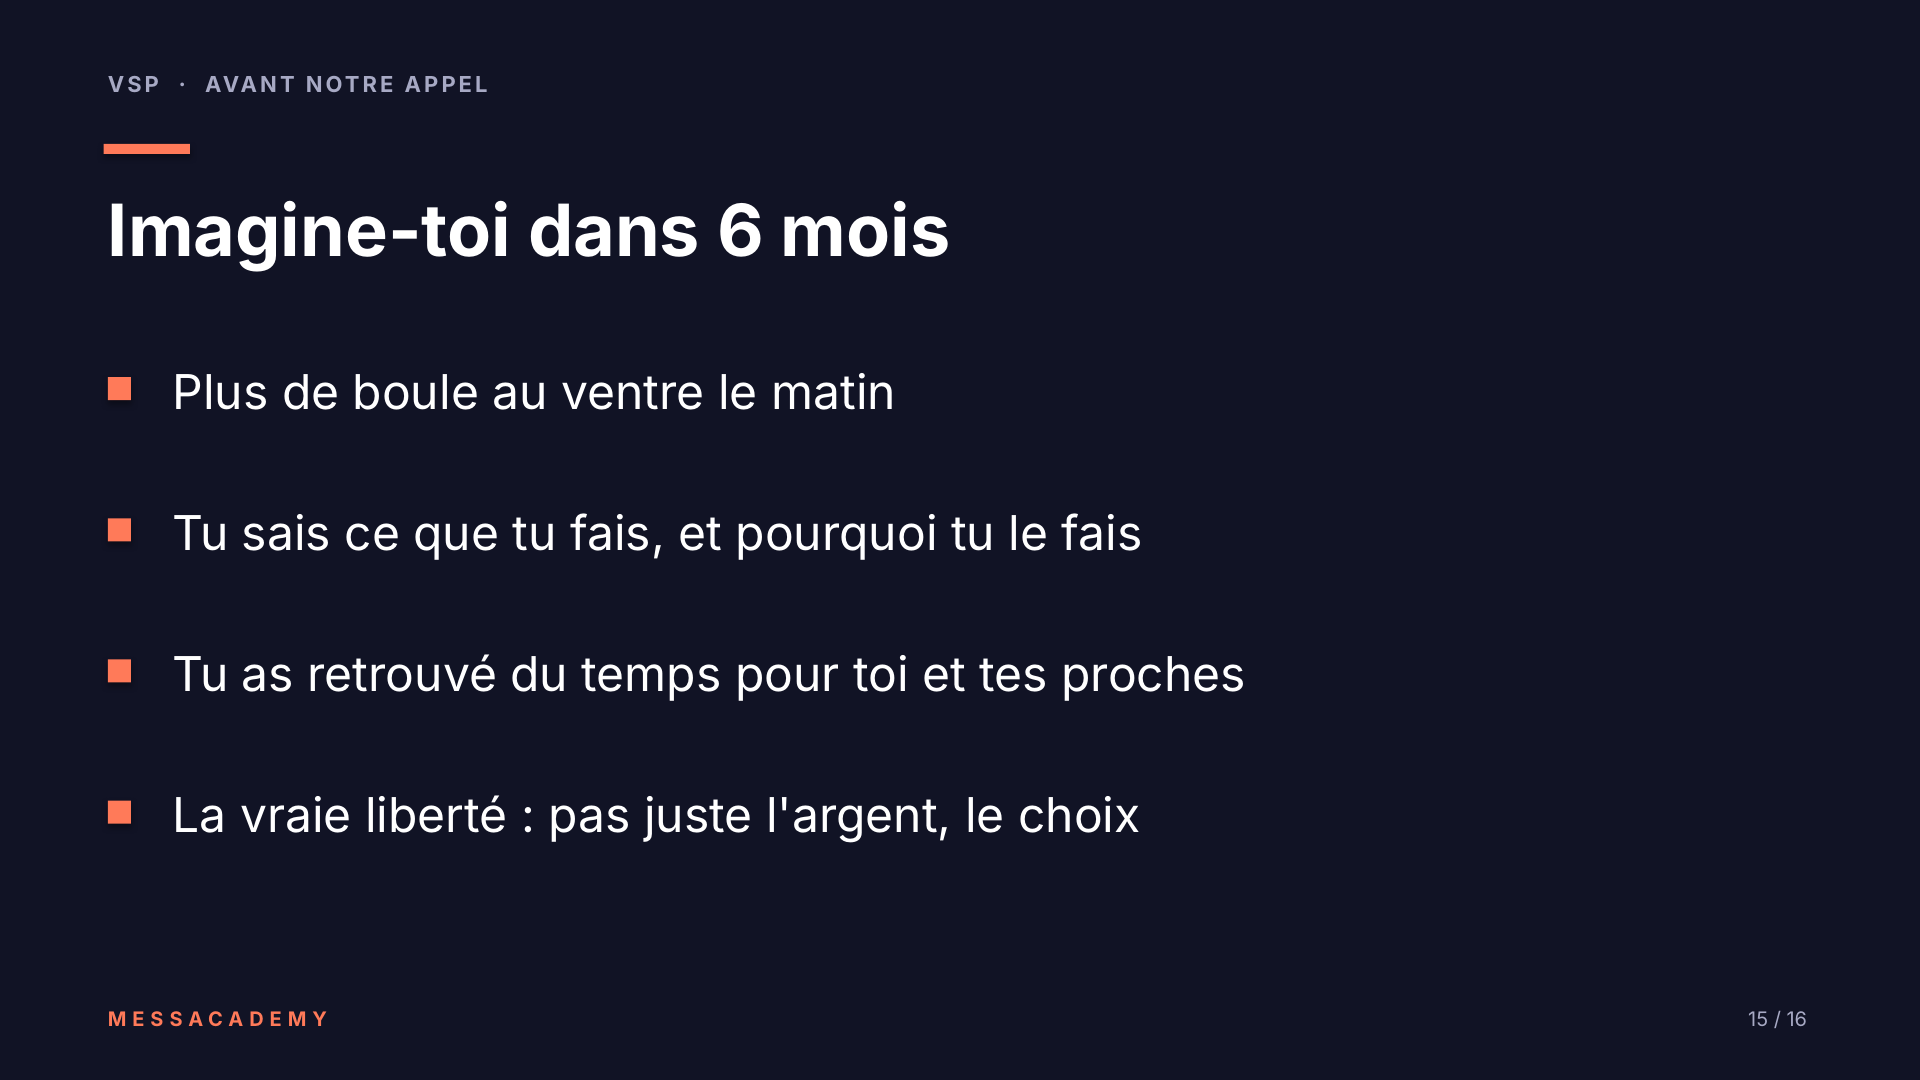 VSP · AVANT NOTRE APPEL
Imagine-toi dans 6 mois
Plus de boule au ventre le matin
Tu sais ce que tu fais, et pourquoi tu le fais
Tu as retrouvé du temps pour toi et tes proches
La vraie liberté : pas juste l'argent, le choix
MESSACADEMY
15 / 16